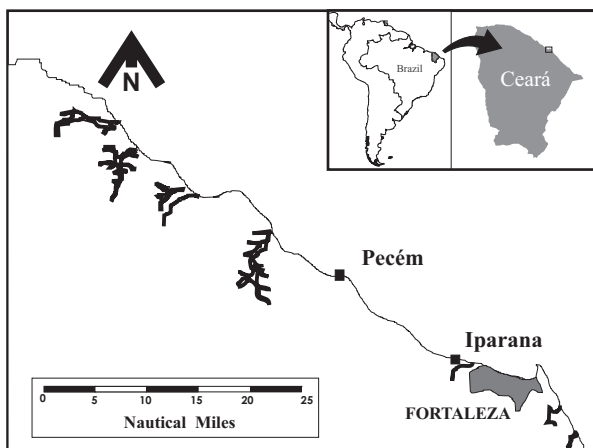 N
Brazil
Ceará
Pecém
Iparana
FORTALEZA
0 5 10 15 20 25
Nautical Miles